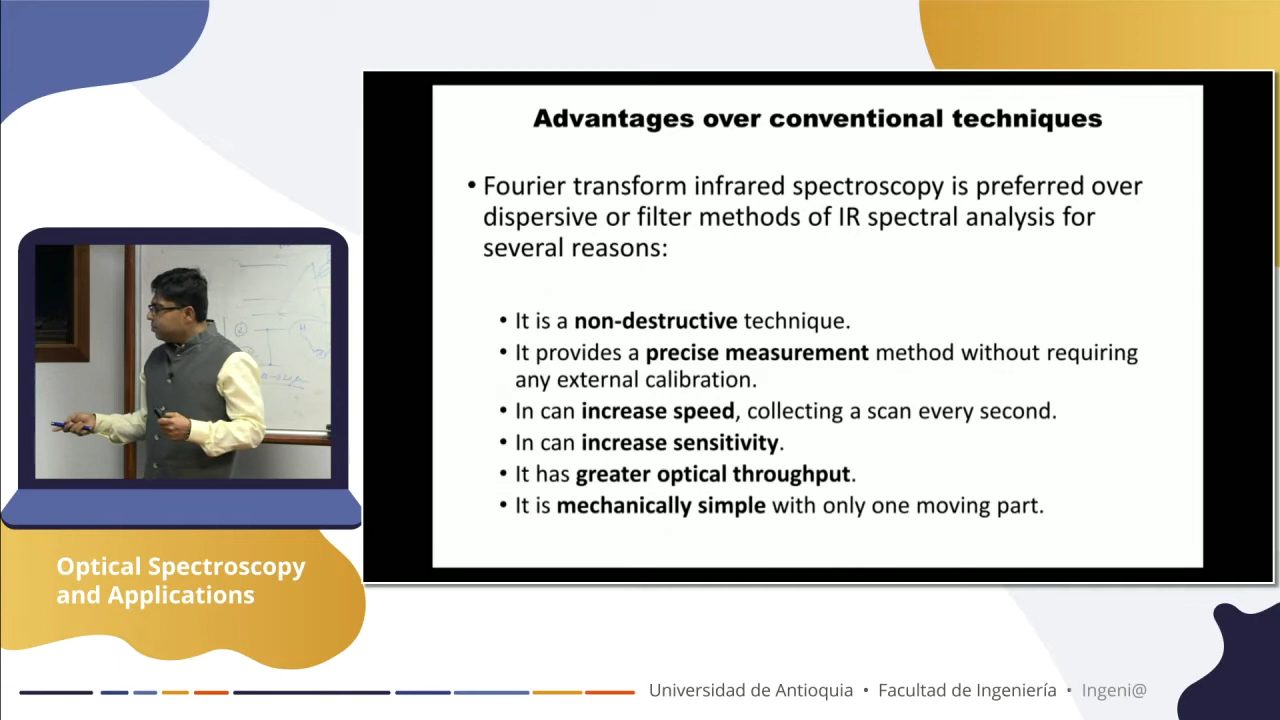 Advantages over conventional techniques
• Fourier transform infrared spectroscopy is preferred over
dispersive or filter methods of IR spectral analysis for
several reasons:
• It is a non-destructive technique.
• It provides a precise measurement method without requiring
any external calibration.
• In can increase speed, collecting a scan every second.
• In can increase sensitivity.
• It has greater optical throughput.
• It is mechanically simple with only one moving part.
Optical Spectroscopy
and Applications
Universidad de Antioquia • Facultad de Ingeniería • Ingeni@